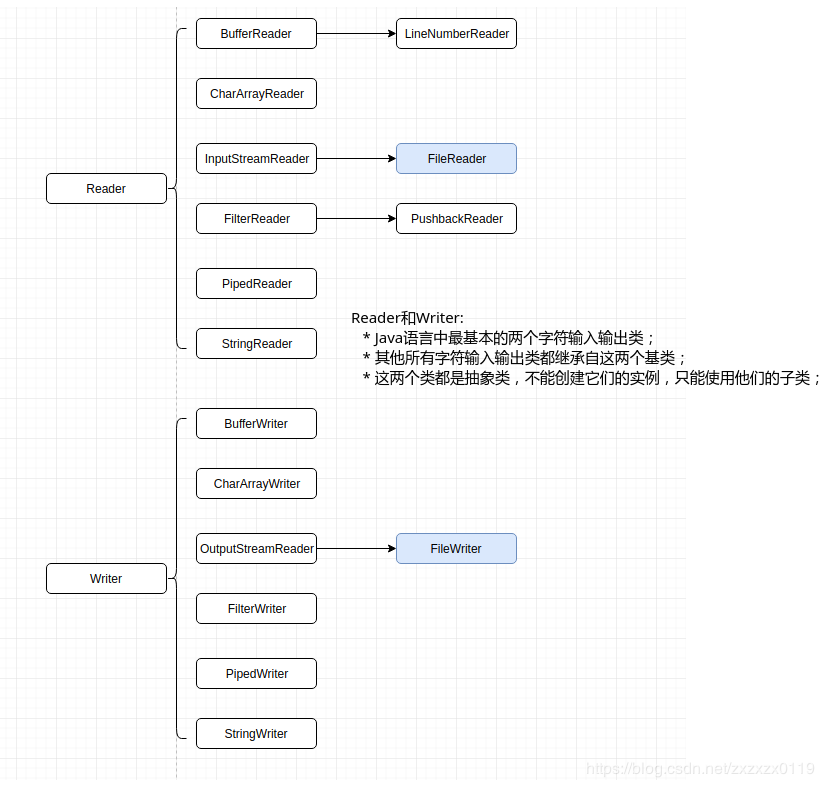 BufferReader
LineNumberReader
CharArrayReader
InputStreamReader
FileReader
Reader
FilterReader
PushbackReader
PipedReader
StringReader
Reader和Writer:
* Java语言中最基本的两个字符输入输出类；
* 其他所有字符输入输出类都继承自这两个基类；
* 这两个类都是抽象类，不能创建它们的实例，只能使用他们的子类；
BufferWriter
CharArrayWriter
OutputStreamReader
FileWriter
Writer
FilterWriter
PipedWriter
StringWriter
https://blog.csdn.net/zxzxzx0119